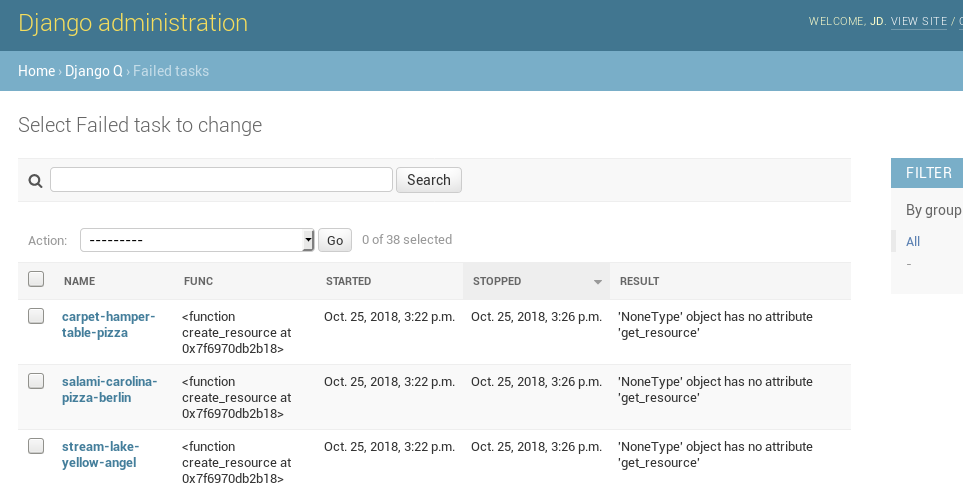 Django administration
WELCOME, JD. VIEW SITE /
Home › Django Q › Failed tasks
Select Failed task to change
Search
FILTER
By group
All
-
Action: --------- Go 0 of 38 selected
NAME FUNC STARTED STOPPED RESULT
carpet-hamper- <function Oct. 25, 2018, 3:22 p.m. Oct. 25, 2018, 3:26 p.m. 'NoneType' object has no attribute
table-pizza create_resource at 'get_resource'
0x7f6970db2b18>
salami-carolina- <function Oct. 25, 2018, 3:22 p.m. Oct. 25, 2018, 3:26 p.m. 'NoneType' object has no attribute
pizza-berlin create_resource at 'get_resource'
0x7f6970db2b18>
stream-lake- <function Oct. 25, 2018, 3:22 p.m. Oct. 25, 2018, 3:26 p.m. 'NoneType' object has no attribute
yellow-angel create_resource at 'get_resource'
0x7f6970db2b18>